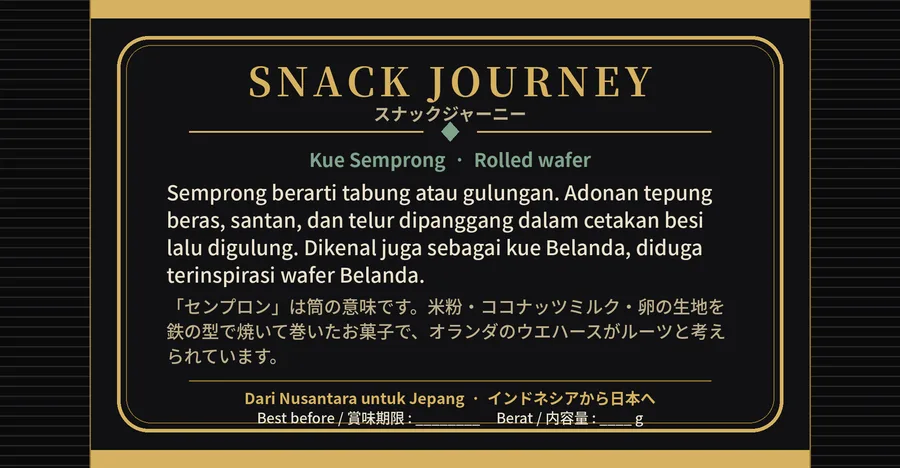 SNACK JOURNEY
スナックジャーニー
Kue Semprong · Rolled wafer
Semprong berarti tabung atau gulungan. Adonan tepung
beras, santan, dan telur dipanggang dalam cetakan besi
lalu digulung. Dikenal juga sebagai kue Belanda, diduga
terinspirasi wafer Belanda.
「センプロン」は筒の意味です。米粉・ココナッツミルク・卵の生地を
鉄の型で焼いて巻いたお菓子で、オランダのウエハースがルーツと考え
られています。
Dari Nusantara untuk Jepang · インドネシアから日本へ
Best before / 賞味期限 : ________ Berat / 内容量 : ____ g